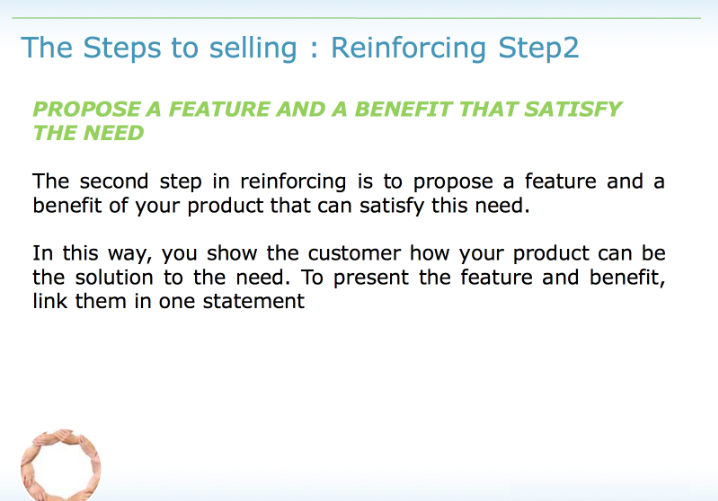 The Steps to selling : Reinforcing Step2
PROPOSE A FEATURE AND A BENEFIT THAT SATISFY
THE NEED
The second step in reinforcing is to propose a feature and a
benefit of your product that can satisfy this need.
In this way, you show the customer how your product can be
the solution to the need. To present the feature and benefit,
link them in one statement